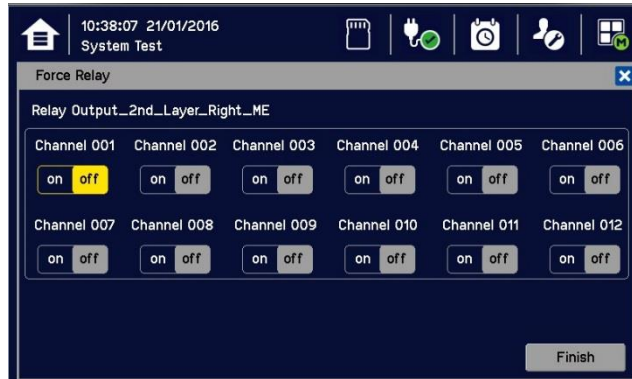 10:38:07 21/01/2016
System Test
M
Force Relay
Relay Output_2nd_Layer_Right_ME
Channel 001 Channel 002 Channel 003 Channel 004 Channel 005 Channel 006
on off on off on off on off on off on off
Channel 007 Channel 008 Channel 009 Channel 010 Channel 011 Channel 012
on off on off on off on off on off on off
Finish